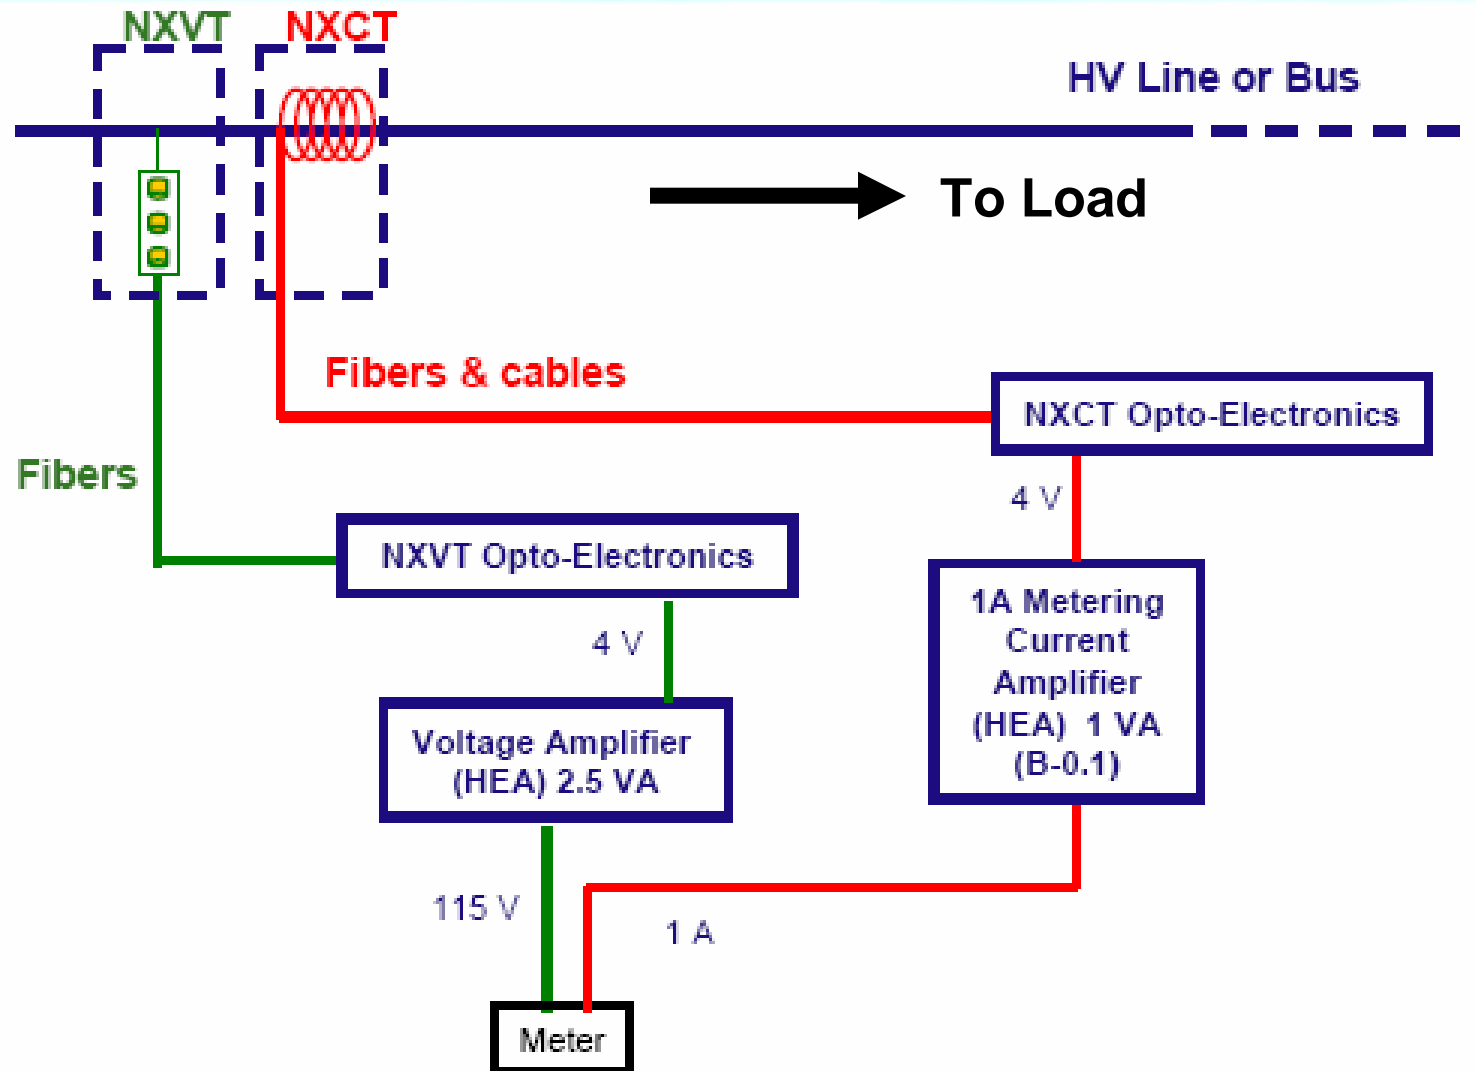 NXVT
NXCT
HV Line or Bus
To Load
Fibers & cables
NXCT Opto-Electronics
Fibers
4 V
NXVT Opto-Electronics
1A Metering
Current
Amplifier
(HEA) 1 VA
(B-0.1)
4 V
Voltage Amplifier
(HEA) 2.5 VA
115 V
1 A
Meter